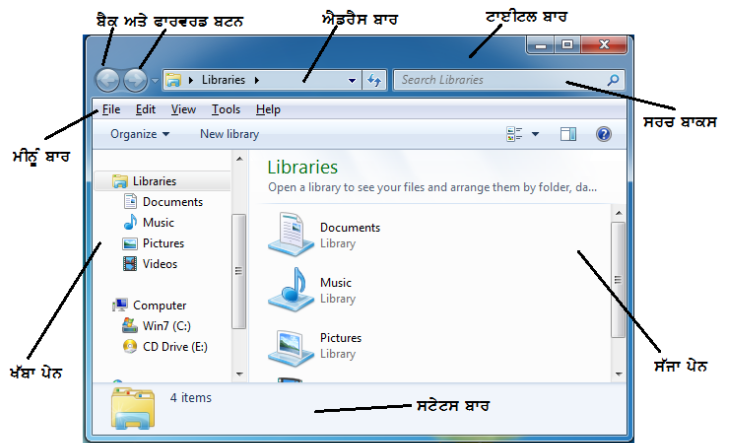 ਬੈਕ ਅਤੇ ਫਾਰਵਰਡ ਬਟਨ
ਐਡਰੈਸ ਬਾਰ
ਟਾਈਟਲ ਬਾਰ
Libraries
Search Libraries
File Edit View Tools Help
ਸਰਚ ਬਾਕਸ
Organize New library
ਮੀਨੂੰ ਬਾਰ
Libraries
Documents
Music
Pictures
Videos
Computer
Win7 (C:)
CD Drive (E:)
Libraries
Open a library to see your files and arrange them by folder, da...
Documents
Library
Music
Library
Pictures
Library
ਖੱਬਾ ਪੇਨ
ਸੱਜਾ ਪੇਨ
4 items
ਸਟੇਟਸ ਬਾਰ